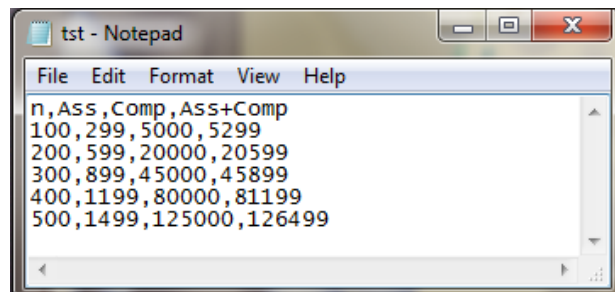 tst - Notepad
File Edit Format View Help
n,Ass,Comp,Ass+Comp
100,299,5000,5299
200,599,20000,20599
300,899,45000,45899
400,1199,80000,81199
500,1499,125000,126499